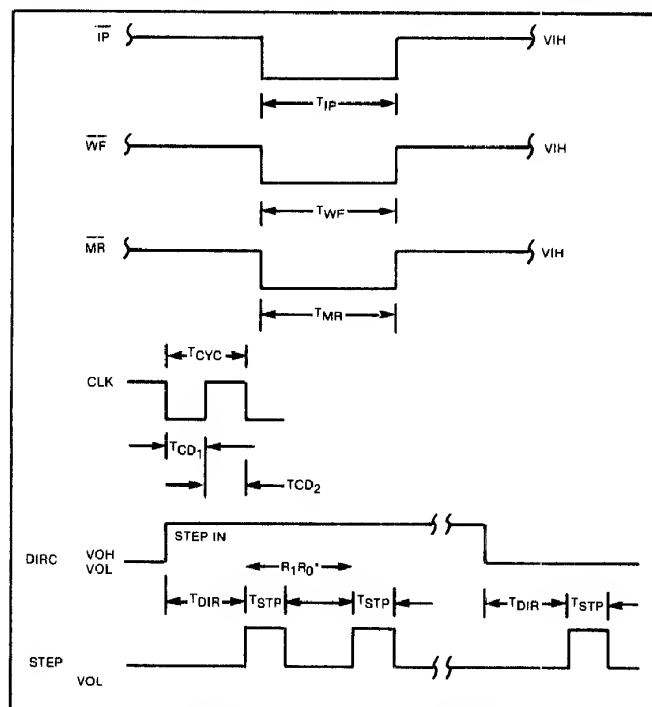 IP VIH
TIP
WF VIH
TWF
MR VIH
TMR
TCYC
CLK
TCD1
TCD2
STEP IN
DIRC VOH
VOL
R1R0*
TDIR TSTP TSTP TDIR TSTP
STEP
VOL